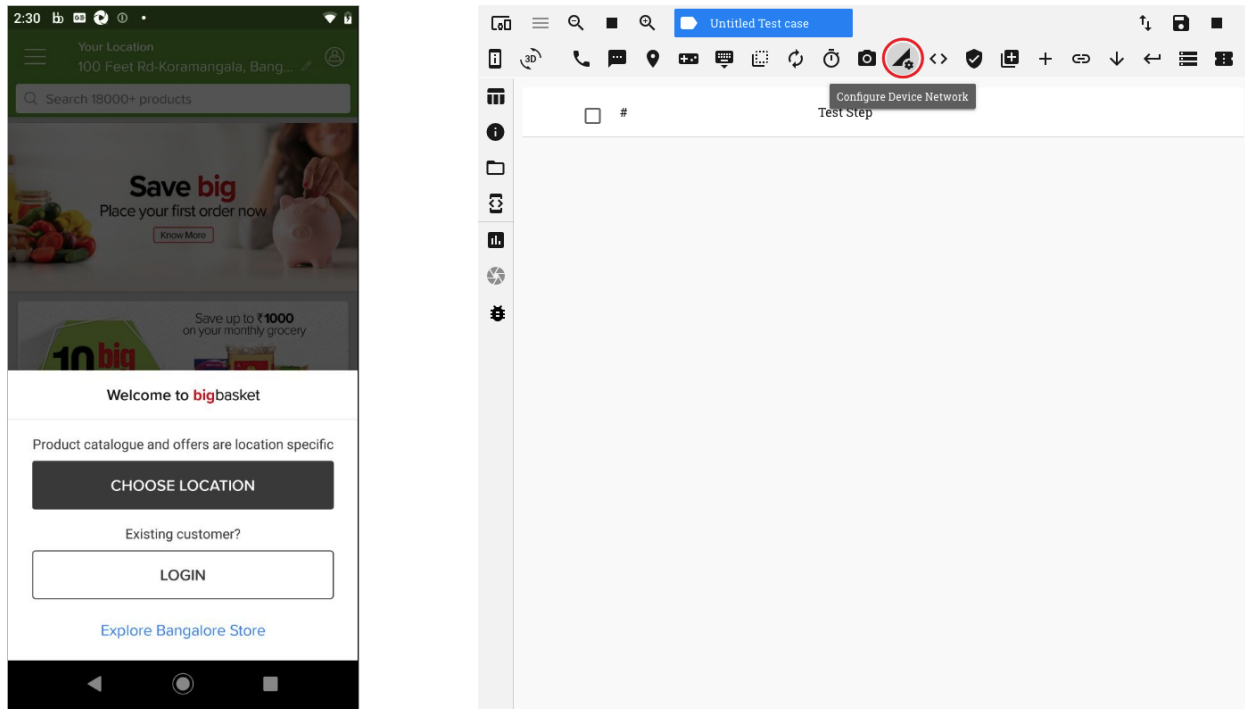 2:30
Your Location
100 Feet Rd-Koramangala, Bang...
Search 18000+ products
Save big
Place your first order now
Know More
Save up to ₹1000
on your monthly grocery
10 big
Welcome to bigbasket
Product catalogue and offers are location specific
CHOOSE LOCATION
Existing customer?
LOGIN
Explore Bangalore Store
Untitled Test case
3D
Configure Device Network
# Test Step